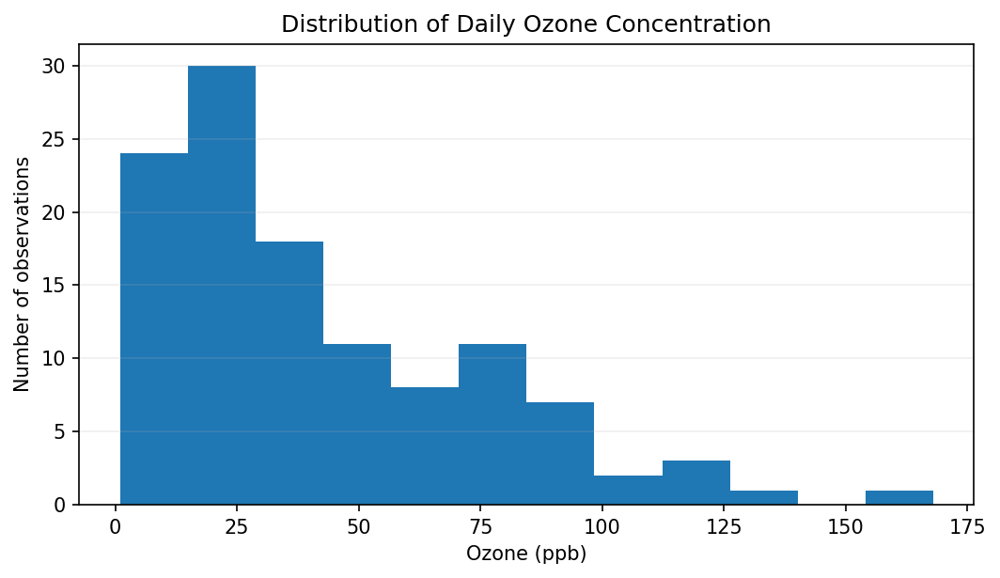 Distribution of Daily Ozone Concentration
30
25
20
15
10
5
0
Number of observations
0 25 50 75 100 125 150 175
Ozone (ppb)